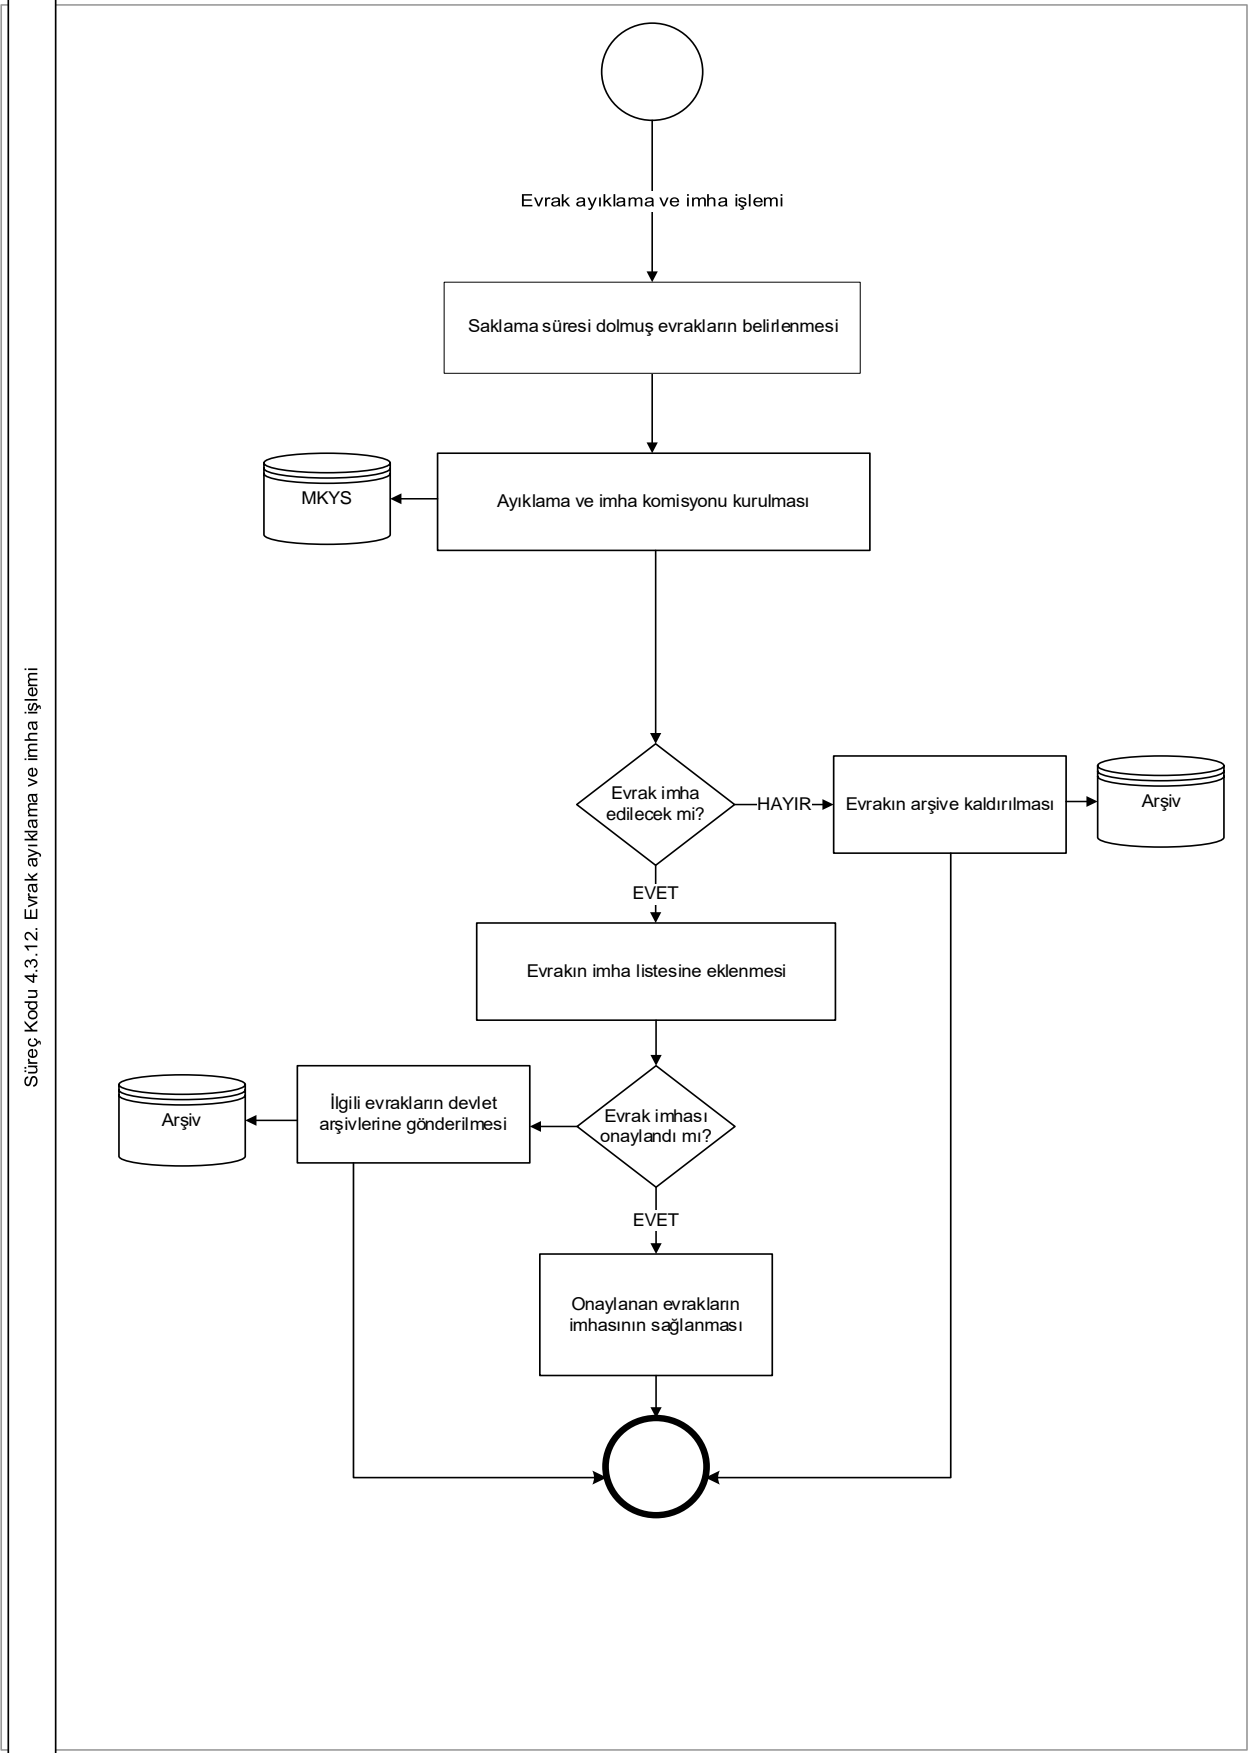 Süreç Kodu 4.3.12. Evrak ayıklama ve imha işlemi
Evrak ayıklama ve imha işlemi
Saklama süresi dolmuş evrakların belirlenmesi
MKYS
Ayıklama ve imha komisyonu kurulması
Evrak imha
edilecek mi?
HAYIR
Evrakın arşive kaldırılması
Arşiv
EVET
Evrakın imha listesine eklenmesi
Evrak imhası
onaylandı mı?
İlgili evrakların devlet
arşivlerine gönderilmesi
Arşiv
EVET
Onaylanan evrakların
imhasının sağlanması